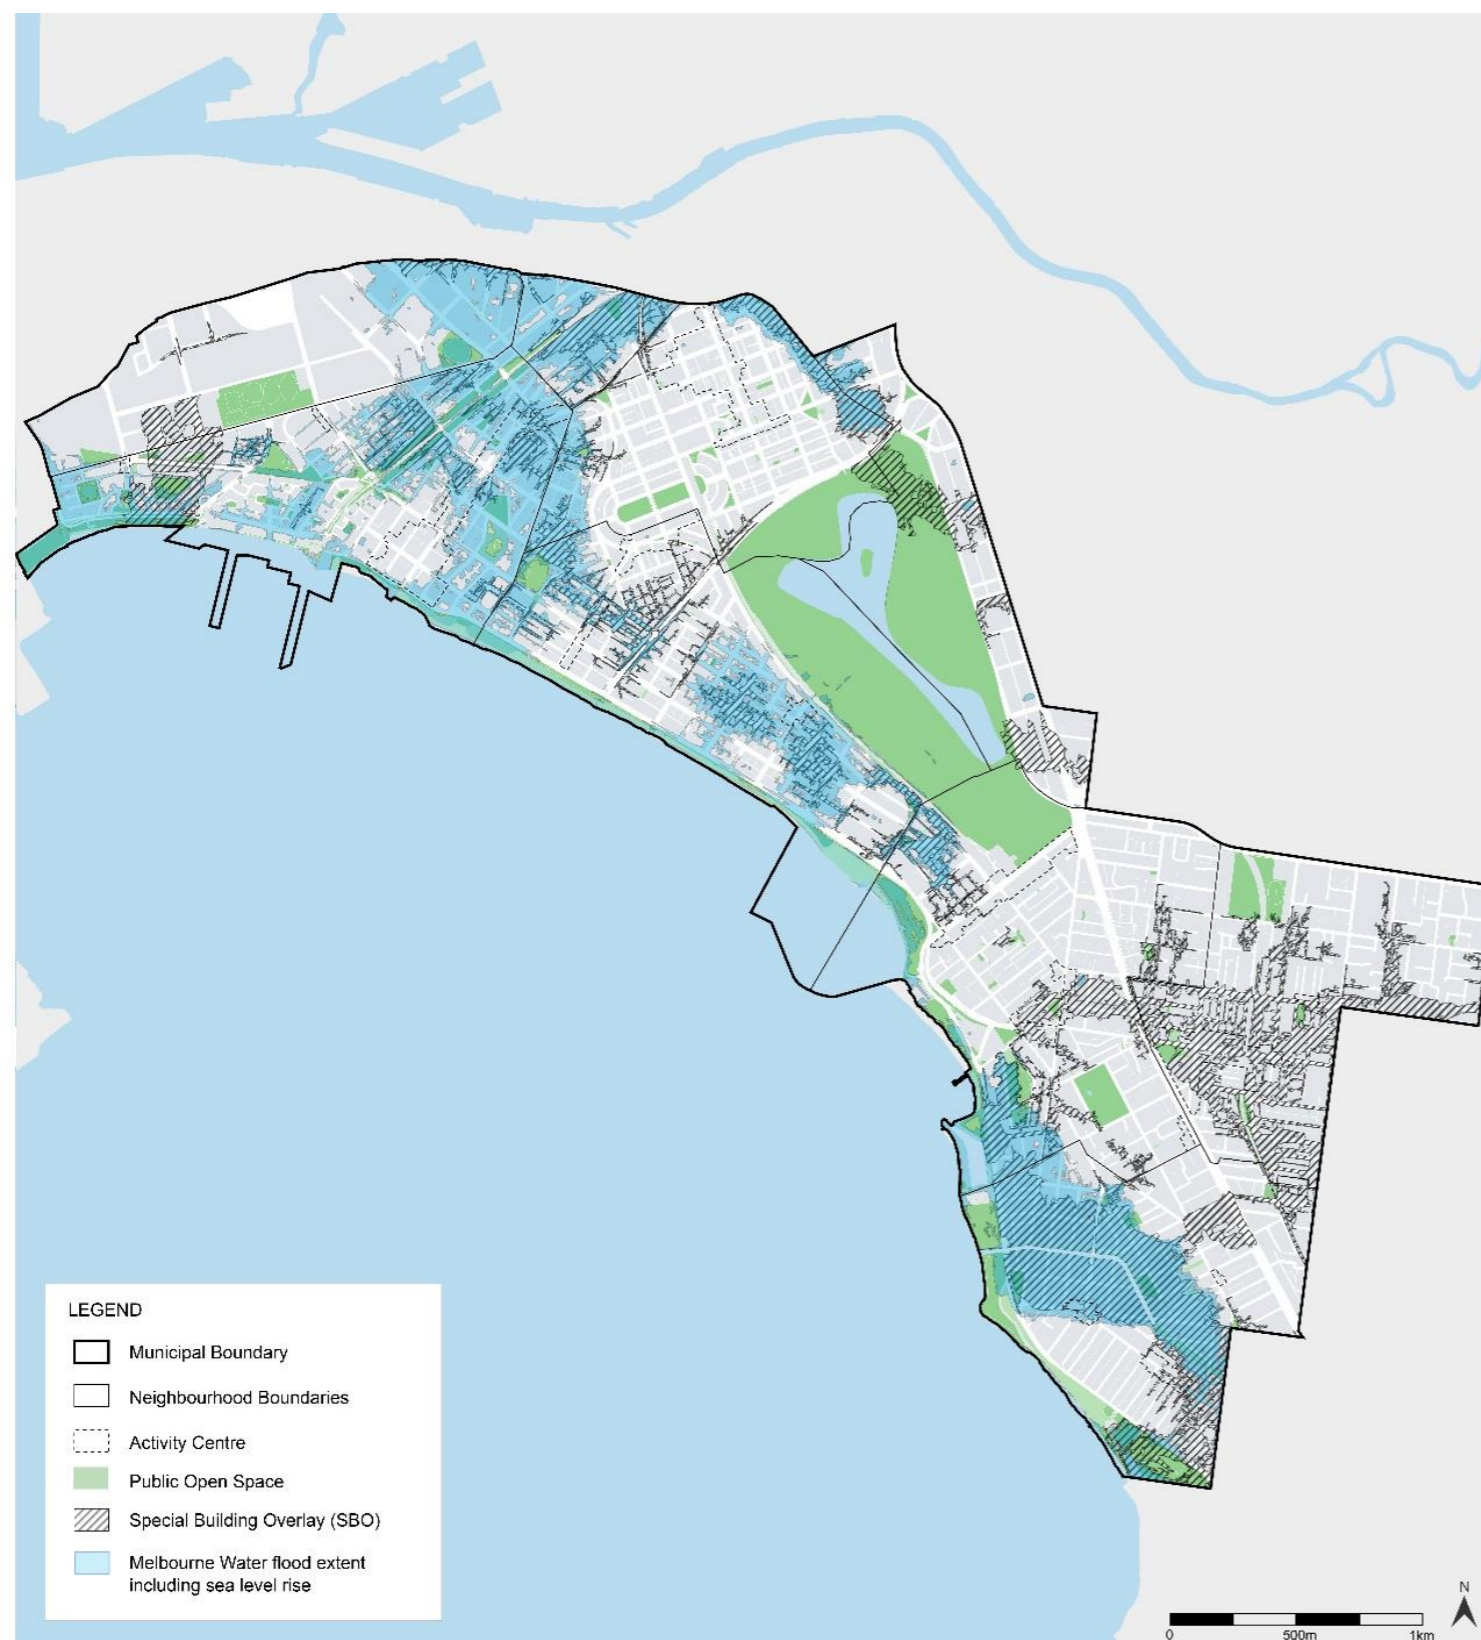 LEGEND
Municipal Boundary
Neighbourhood Boundaries
Activity Centre
Public Open Space
Special Building Overlay (SBO)
Melbourne Water flood extent
including sea level rise
N
0 500m 1km